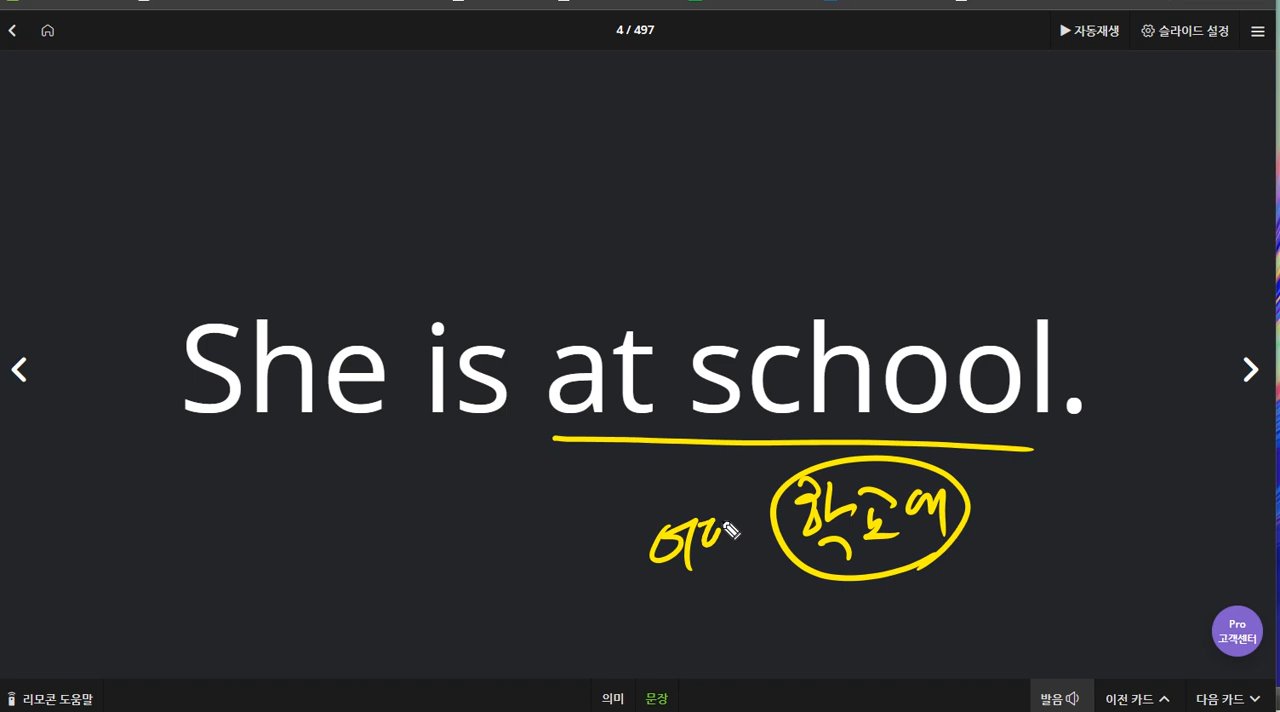 4 / 497
▶ 자동재생
슬라이드 설정
She is at school.
학교에
Pro
고객센터
리모콘 도움말
의미
문장
발음
이전 카드
다음 카드